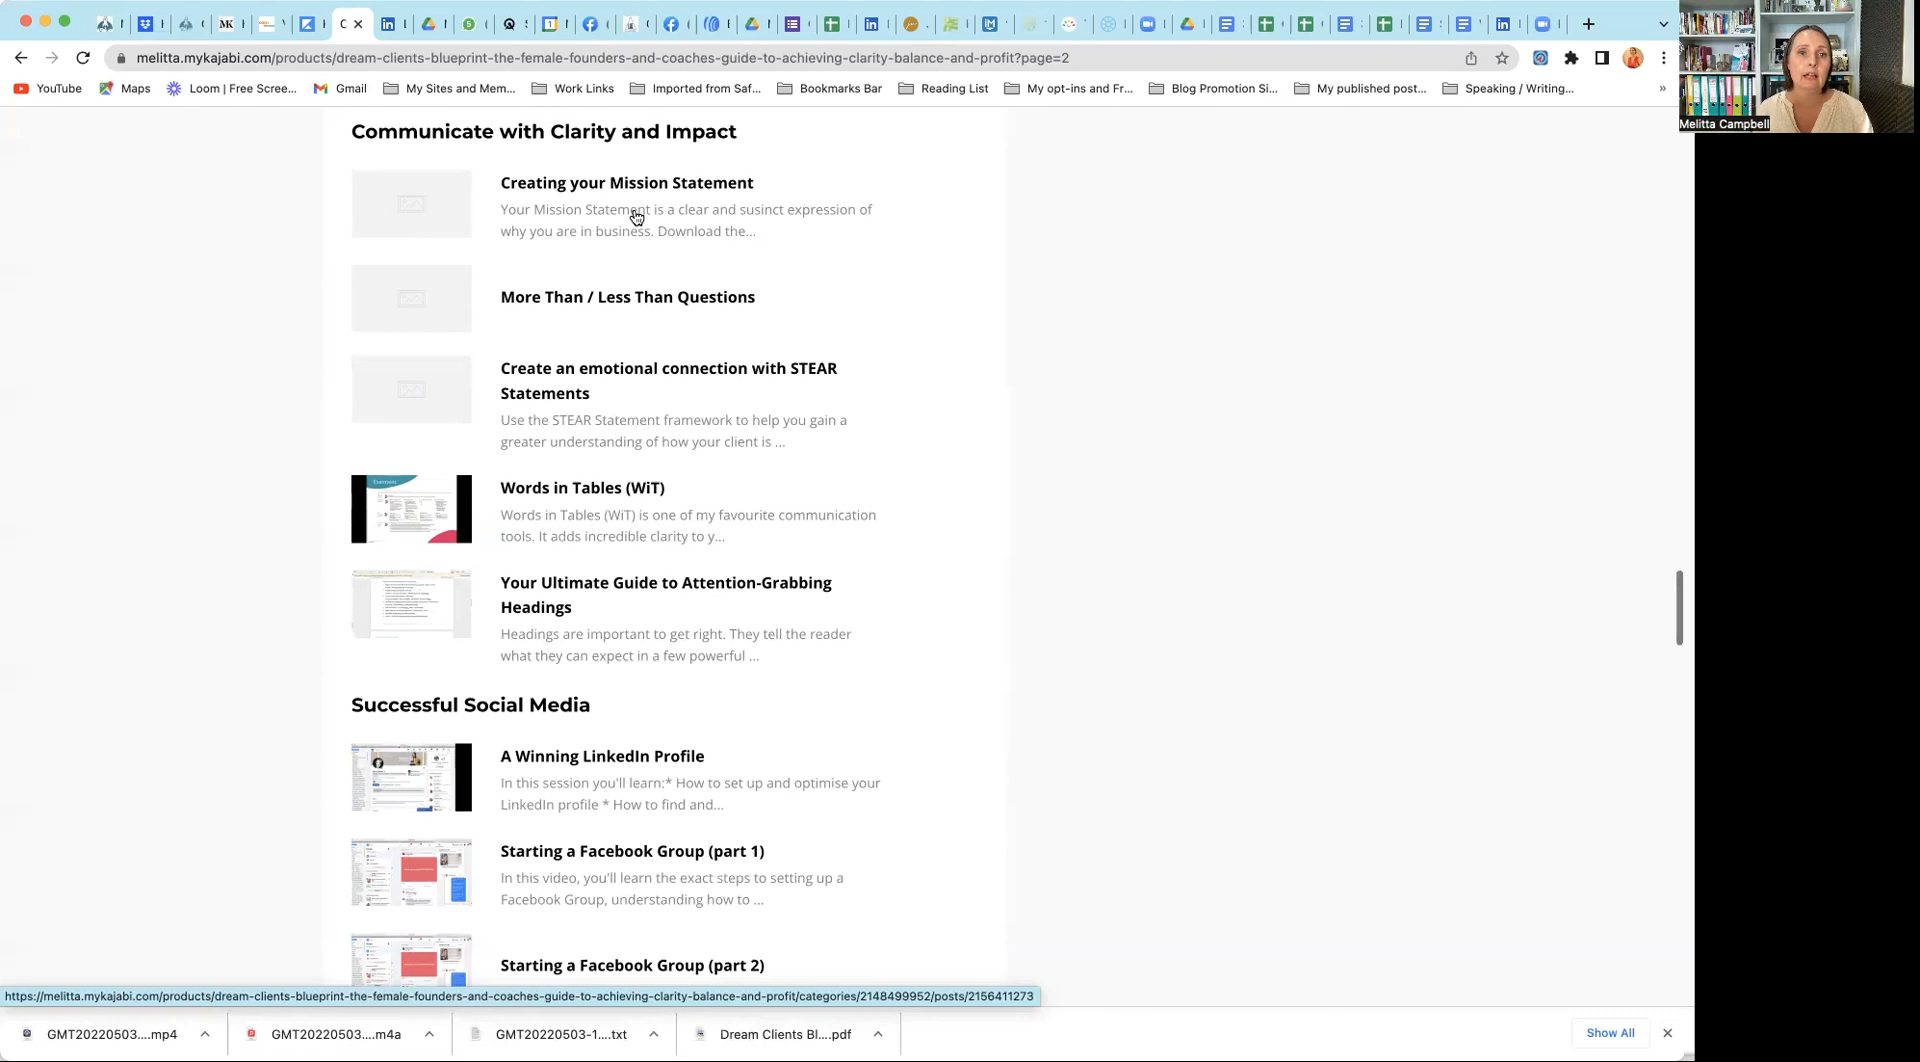 melitta.mykajabi.com/products/dream-clients-blueprint-the-female-founders-and-coaches-guide-to-achieving-clarity-balance-and-profit?page=2
YouTube Maps Loom | Free Scree... Gmail My Sites and Mem... Work Links Imported from Saf... Bookmarks Bar Reading List My opt-ins and Fr... Blog Promotion Si... My published post... Speaking / Writing... »
Melitta Campbell
Communicate with Clarity and Impact
Creating your Mission Statement
Your Mission Statement is a clear and susinct expression of
why you are in business. Download the...
More Than / Less Than Questions
Create an emotional connection with STEAR
Statements
Use the STEAR Statement framework to help you gain a
greater understanding of how your client is ...
Words in Tables (WiT)
Words in Tables (WiT) is one of my favourite communication
tools. It adds incredible clarity to y...
Your Ultimate Guide to Attention-Grabbing
Headings
Headings are important to get right. They tell the reader
what they can expect in a few powerful ...
Successful Social Media
A Winning LinkedIn Profile
In this session you'll learn:* How to set up and optimise your
LinkedIn profile * How to find and...
Starting a Facebook Group (part 1)
In this video, you'll learn the exact steps to setting up a
Facebook Group, understanding how to ...
Starting a Facebook Group (part 2)
https://melitta.mykajabi.com/products/dream-clients-blueprint-the-female-founders-and-coaches-guide-to-achieving-clarity-balance-and-profit/categories/2148499952/posts/2156411273
GMT20220503....mp4 GMT20220503....m4a GMT20220503-1....txt Dream Clients Bl....pdf Show All